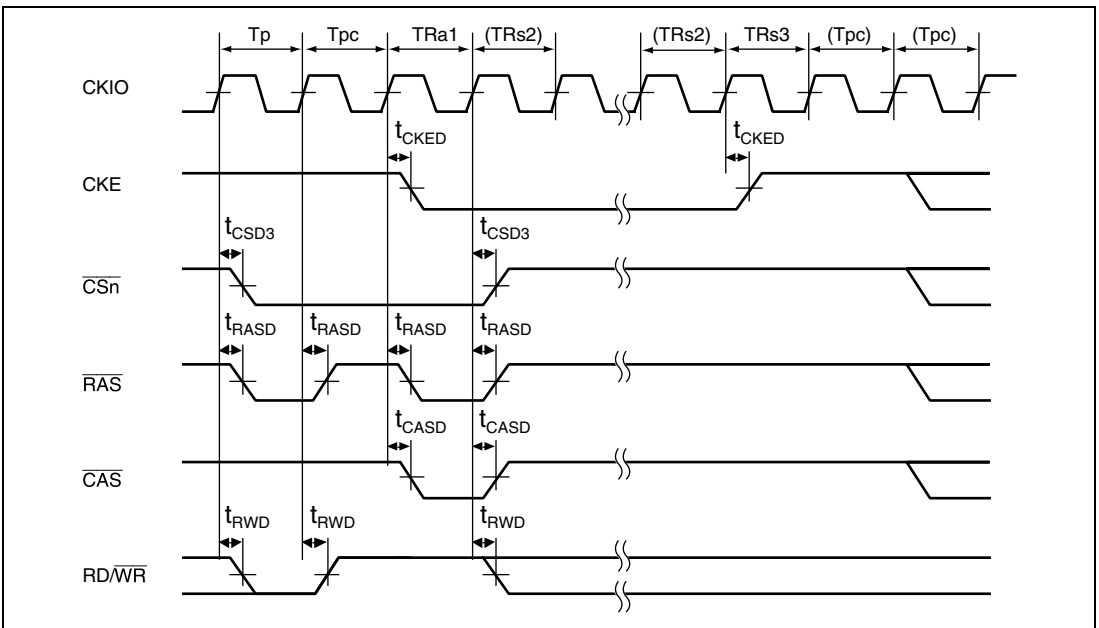 Tp Tpc TRa1 (TRs2) (TRs2) TRs3 (Tpc) (Tpc)
CKIO
tCKED tCKED
CKE
tCSD3 tCSD3
CSn
tRASD tRASD tRASD tRASD
RAS
tCASD tCASD
CAS
tRWD tRWD tRWD
RD/WR